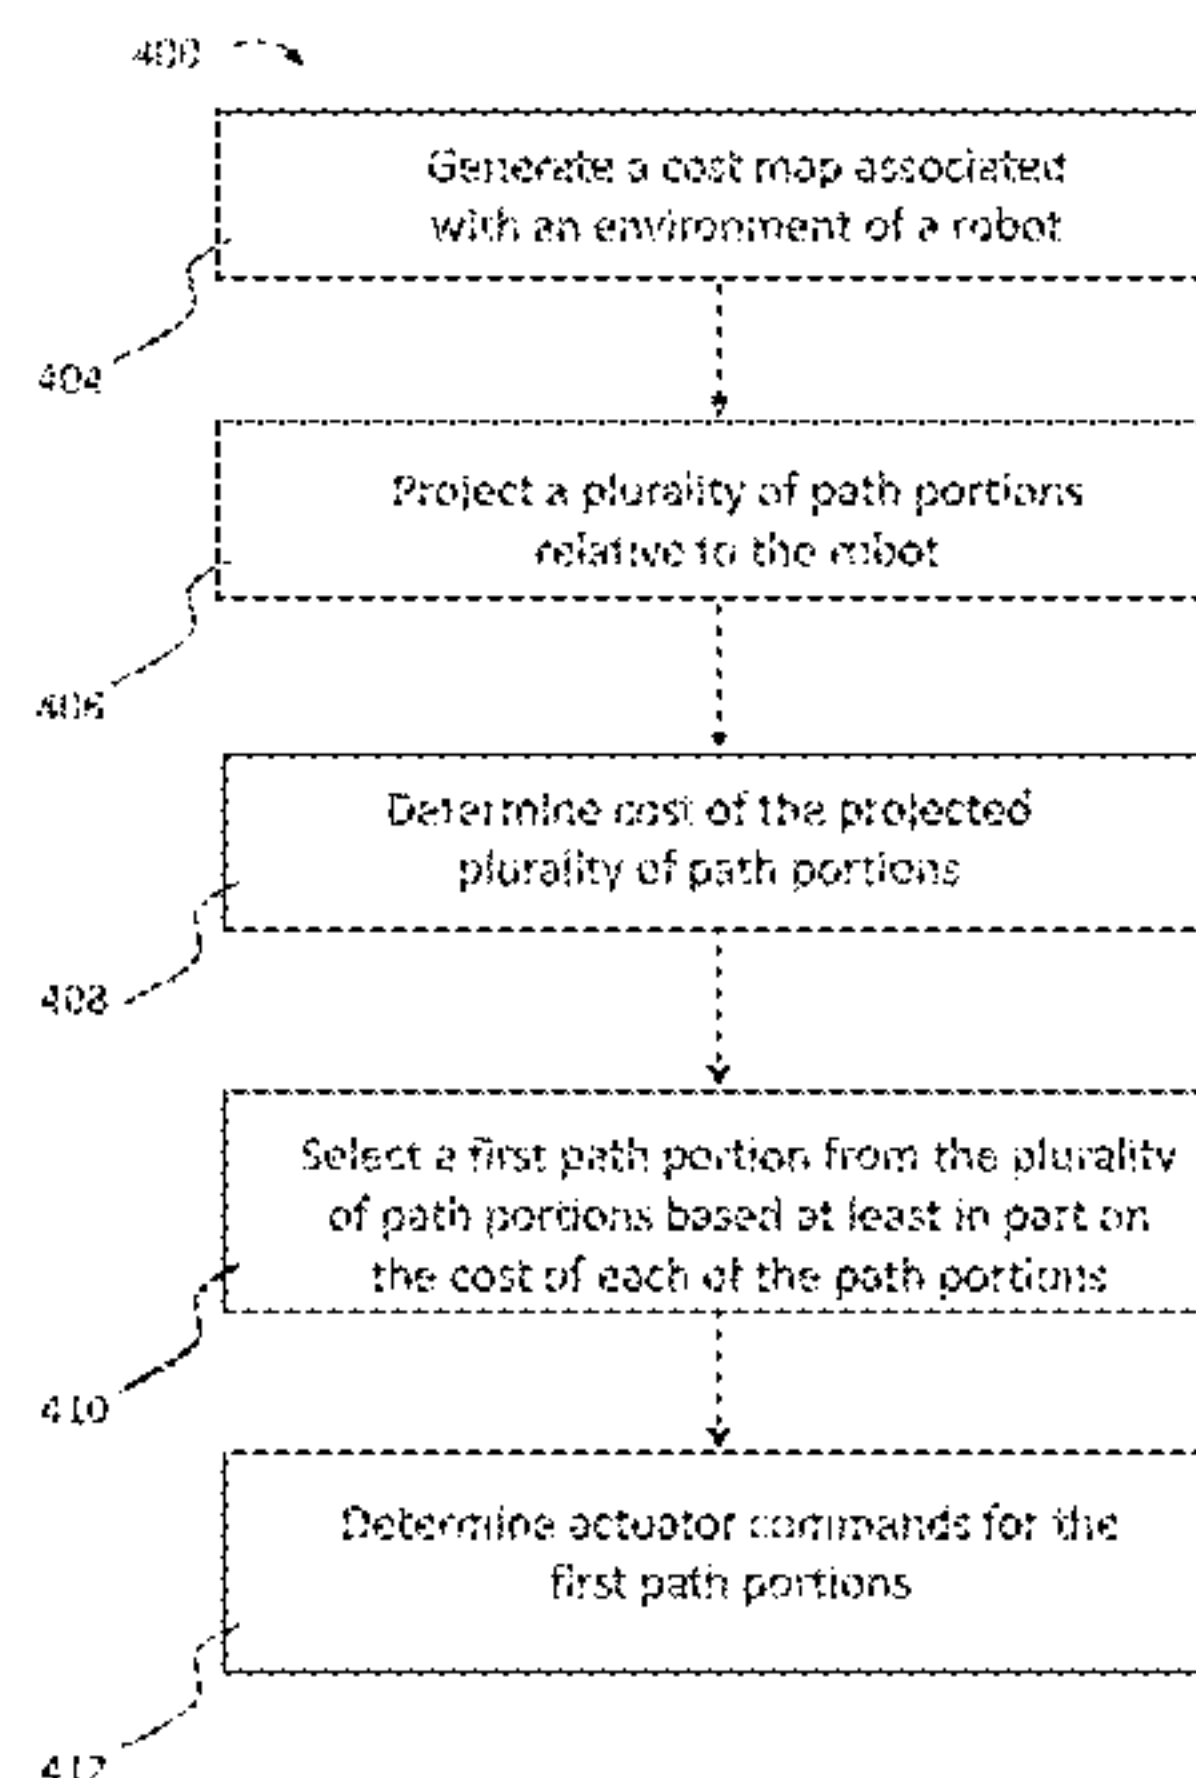 400
Generate a cost map associated
with an environment of a robot
404
Project a plurality of path portions
relative to the robot
406
Determine cost of the projected
plurality of path portions
408
Select a first path portion from the plurality
of path portions based at least in part on
the cost of each of the path portions
410
Determine actuator commands for the
first path portions
412